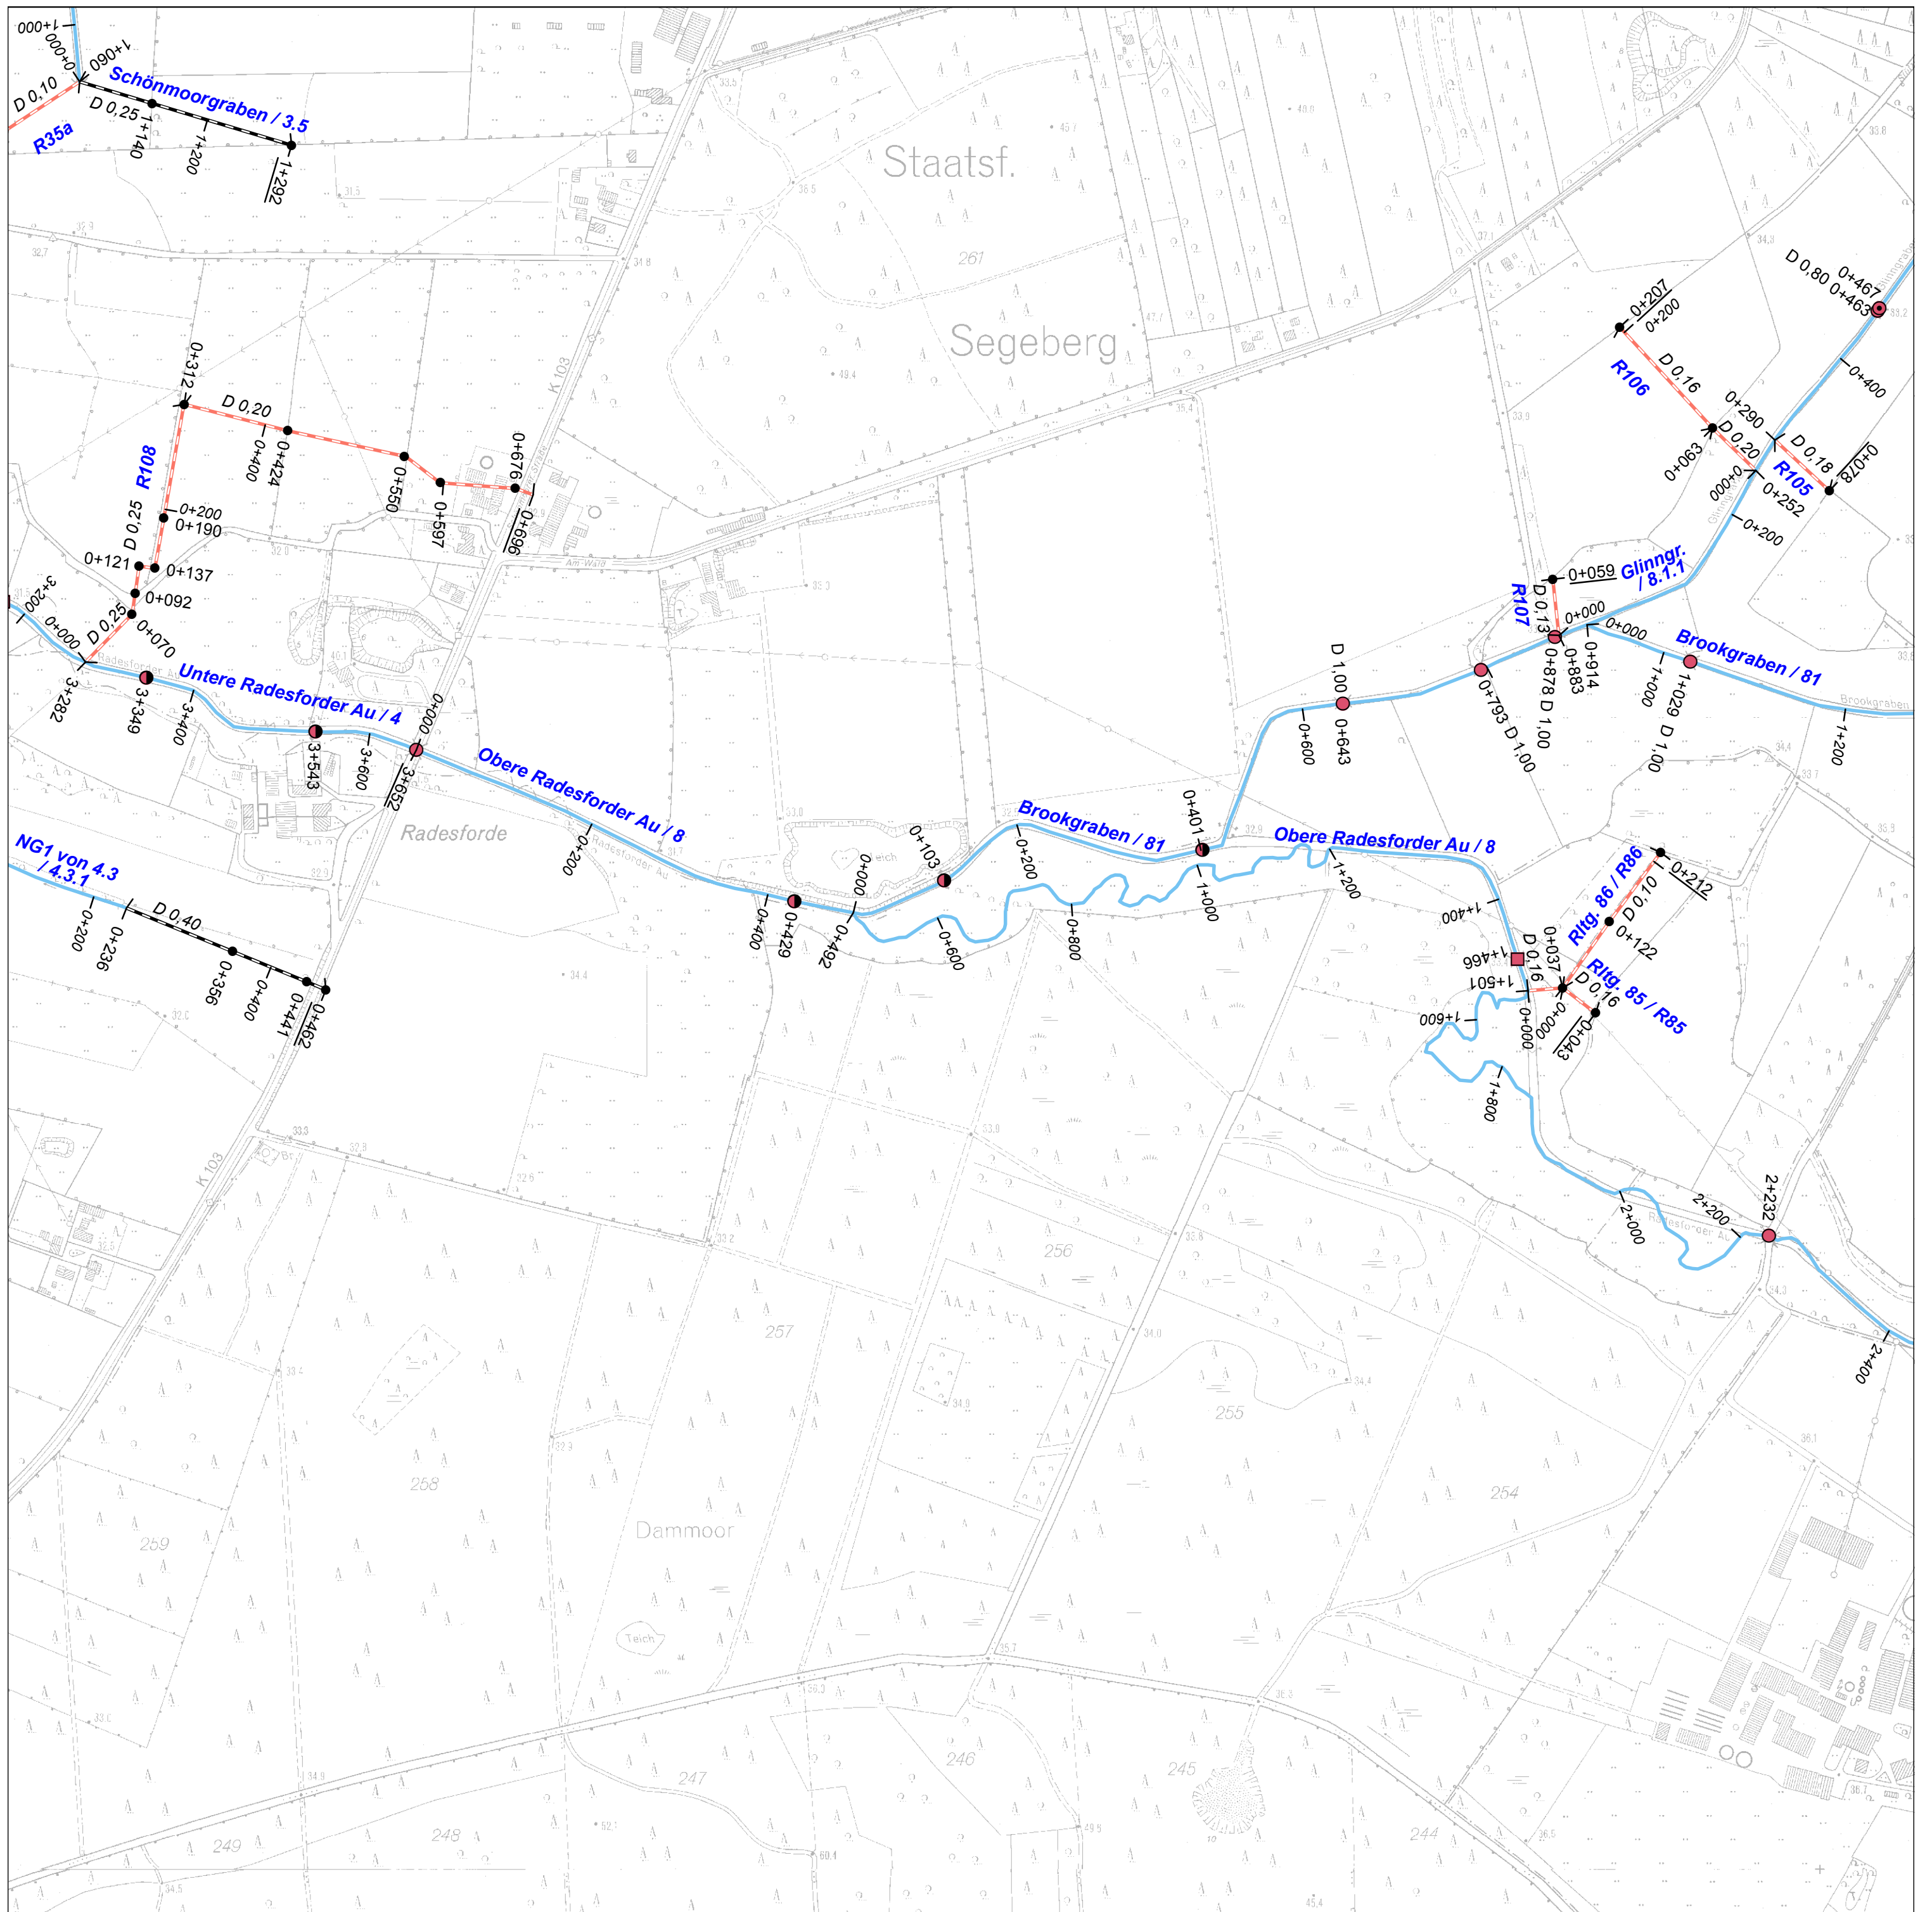 1+000
0+000
1+060
D 0,10
R35a
Schönmoorgraben / 3.5
D 0,25
1+140
1+200
1+292
Staatsf.
Segeberg
261
K 103
0+312
D 0,20
0+400
0+424
0+550
0+597
0+676
0+696
R108
D 0,25
0+200
0+190
0+121
0+137
0+092
D 0,25
0+070
3+200
0+000
3+282
3+349
3+400
Untere Radesforder Au / 4
3+543
3+600
0+000
3+652
Am Wald
Radesforde
Obere Radesforder Au / 8
0+200
0+400
0+429
0+492
0+000
0+103
Teich
0+200
Brookgraben / 81
0+401
0+600
0+800
1+000
Obere Radesforder Au / 8
1+200
1+400
1+466
1+501
1+600
1+800
2+000
2+200
2+232
2+400
Radesforder Au
NG1 von 4.3
/ 4.3.1
0+200
0+236
D 0,40
0+356
0+400
0+441
0+462
K 103
0+600
D 1,00
0+643
0+793 D 1,00
0+878 D 1,00
0+883
0+914
0+000
0+000
R107
D 0,13
0+059
Glinngr.
/ 8.1.1
Brookgraben / 81
1+000
1+029 D 1,00
1+200
Brookgraben
0+207
0+200
R106
D 0,16
0+063
D 0,20
0+000
0+252
0+290
D 0,18
R105
0+078
0+200
0+400
D 0,80
0+467
0+463
Rltg. 86 / R86
0+212
D 0,10
0+122
0+037
D 0,16
0+000
0+000
D 0,16
0+043
Rltg. 85 / R85
Dammoor
Teich
259
258
257
256
255
254
249
248
247
246
245
244